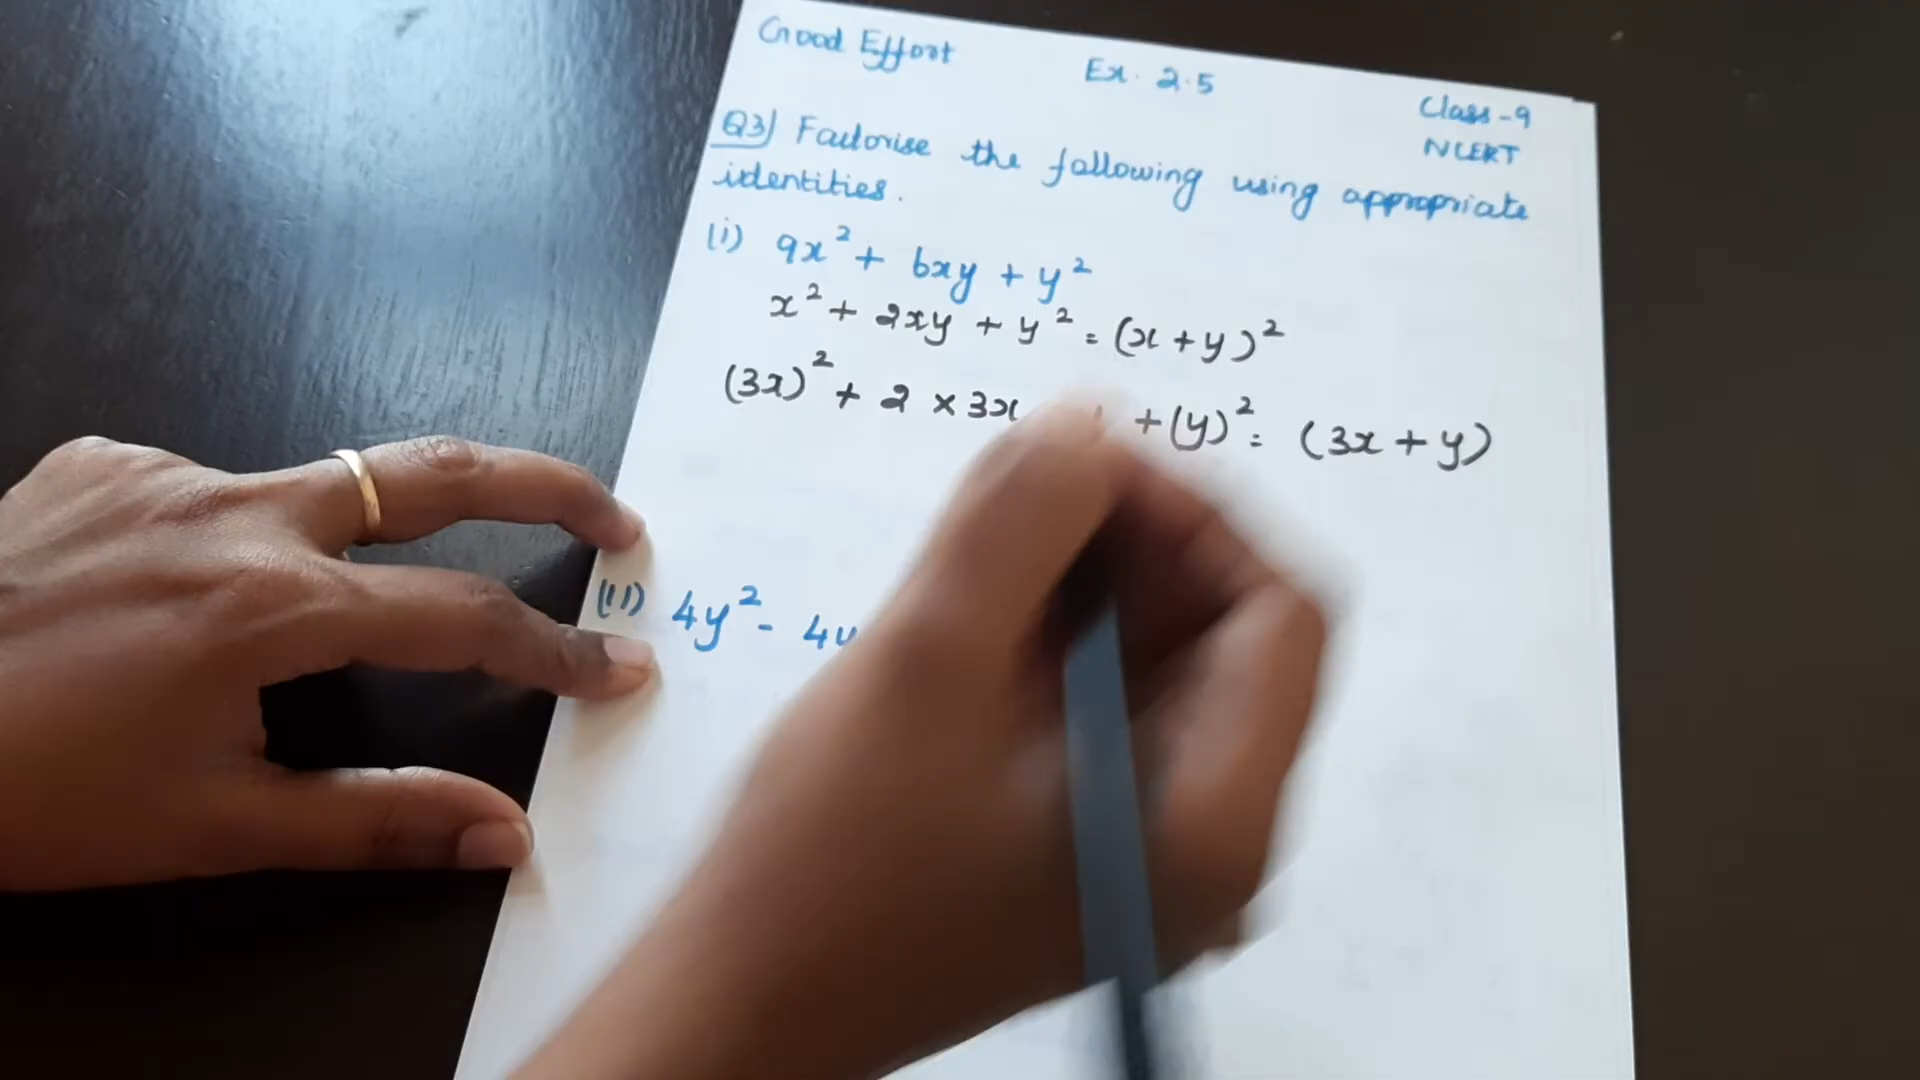 Good Effort
Ex. 2.5
Class-9
NCERT
Q3) Factorise the following using appropriate
identities.
(i) 9x² + 6xy + y²
x² + 2xy + y² = (x + y)²
(3x)² + 2 × 3x + (y)² = (3x + y)
(ii) 4y² - 4y